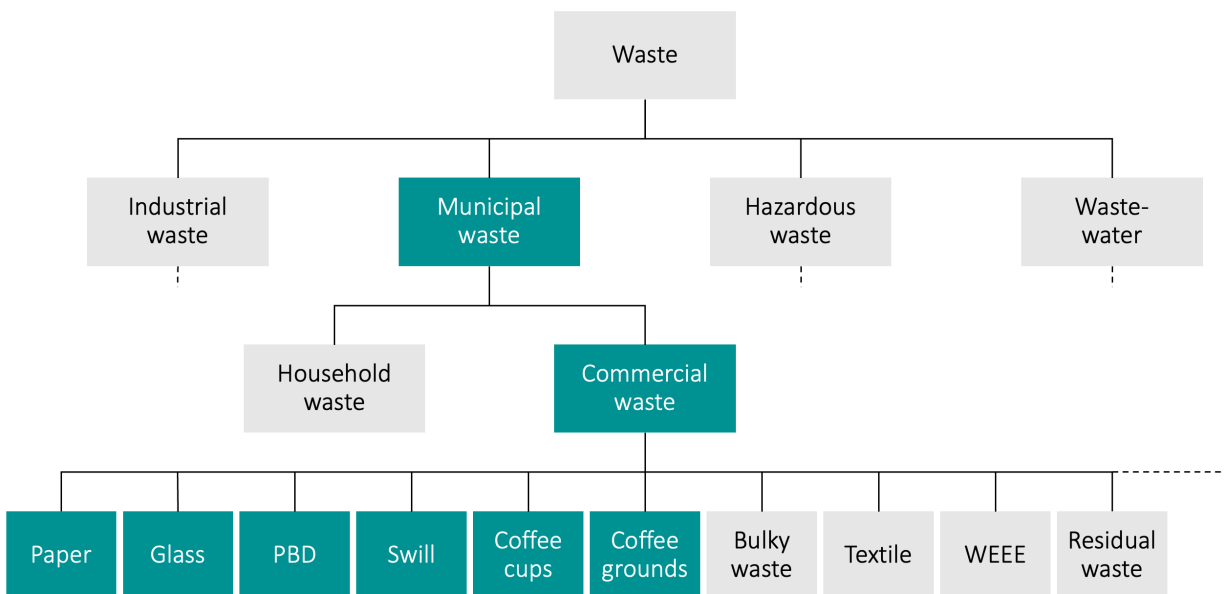 Waste
Industrial
waste
Municipal
waste
Hazardous
waste
Waste-
water
Household
waste
Commercial
waste
Paper
Glass
PBD
Swill
Coffee
cups
Coffee
grounds
Bulky
waste
Textile
WEEE
Residual
waste